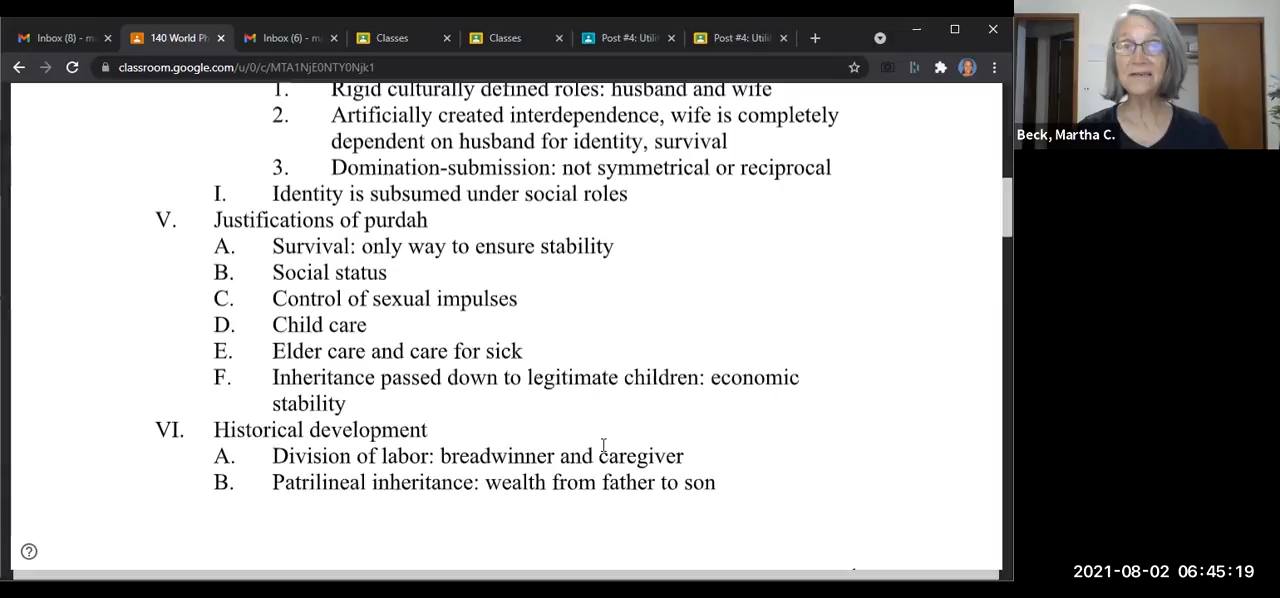 Inbox (8) - m
140 World Ph
Inbox (6) - m
Classes
Classes
Post #4: Utili
Post #4: Utili
classroom.google.com/u/0/c/MTA1NjE0NTY0Njk1
1. Rigid culturally defined roles: husband and wife
2. Artificially created interdependence, wife is completely
dependent on husband for identity, survival
3. Domination-submission: not symmetrical or reciprocal
I. Identity is subsumed under social roles
V. Justifications of purdah
A. Survival: only way to ensure stability
B. Social status
C. Control of sexual impulses
D. Child care
E. Elder care and care for sick
F. Inheritance passed down to legitimate children: economic
stability
VI. Historical development
A. Division of labor: breadwinner and caregiver
B. Patrilineal inheritance: wealth from father to son
Beck, Martha C.
2021-08-02 06:45:19